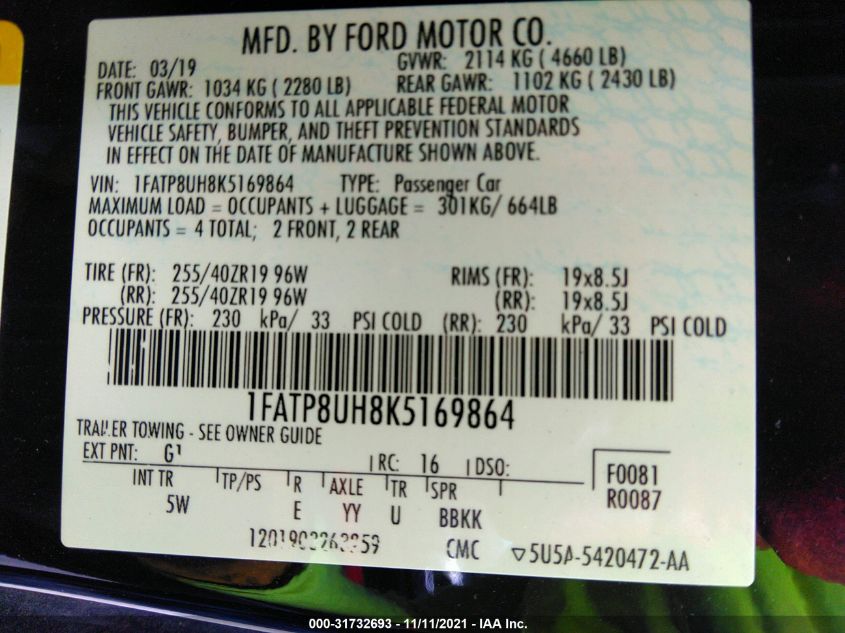 MFD. BY FORD MOTOR CO.
DATE: 03/19 GVWR: 2114 KG ( 4660 LB)
FRONT GAWR: 1034 KG ( 2280 LB) REAR GAWR: 1102 KG ( 2430 LB)
THIS VEHICLE CONFORMS TO ALL APPLICABLE FEDERAL MOTOR
VEHICLE SAFETY, BUMPER, AND THEFT PREVENTION STANDARDS
IN EFFECT ON THE DATE OF MANUFACTURE SHOWN ABOVE.
VIN: 1FATP8UH8K5169864 TYPE: Passenger Car
MAXIMUM LOAD = OCCUPANTS + LUGGAGE = 301KG/ 664LB
OCCUPANTS = 4 TOTAL; 2 FRONT, 2 REAR
TIRE (FR): 255/40ZR19 96W RIMS (FR): 19x8.5J
(RR): 255/40ZR19 96W (RR): 19x8.5J
PRESSURE (FR): 230 kPa/ 33 PSI COLD (RR): 230 kPa/ 33 PSI COLD
1FATP8UH8K5169864
TRAILER TOWING - SEE OWNER GUIDE
EXT PNT: G1 RC: 16 DSO: F0081
INT TR TP/PS R AXLE TR SPR R0087
5W E YY U BBKK
CMC ▽5U5A-5420472-AA
000-31732693 - 11/11/2021 - IAA Inc.